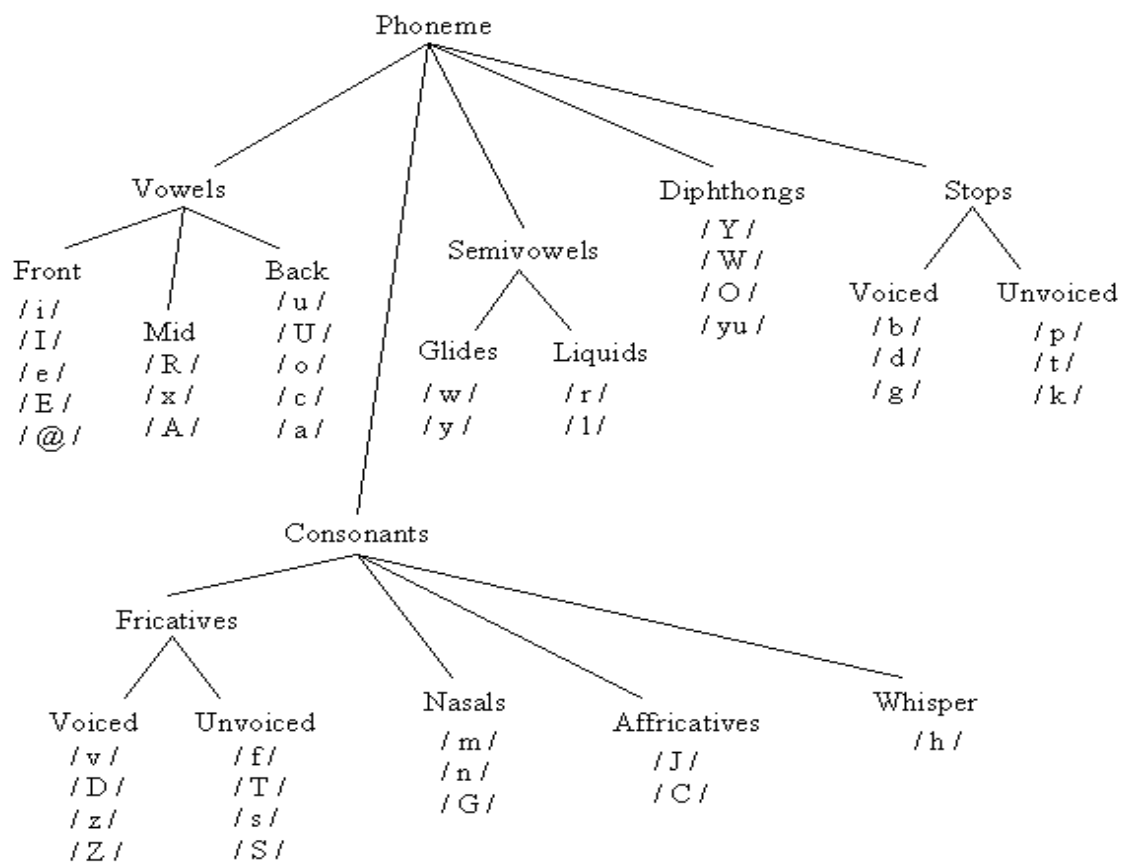 Phoneme
Vowels
Diphthongs
Stops
Semivowels
Front
/ i /
/ I /
/ e /
/ E /
/ @ /
Mid
/ R /
/ x /
/ A /
Back
/ u /
/ U /
/ o /
/ c /
/ a /
Glides
/ w /
/ y /
Liquids
/ r /
/ l /
/ Y /
/ W /
/ O /
/ yu /
Voiced
/ b /
/ d /
/ g /
Unvoiced
/ p /
/ t /
/ k /
Consonants
Fricatives
Voiced
/ v /
/ D /
/ z /
/ Z /
Unvoiced
/ f /
/ T /
/ s /
/ S /
Nasals
/ m /
/ n /
/ G /
Affricatives
/ J /
/ C /
Whisper
/ h /